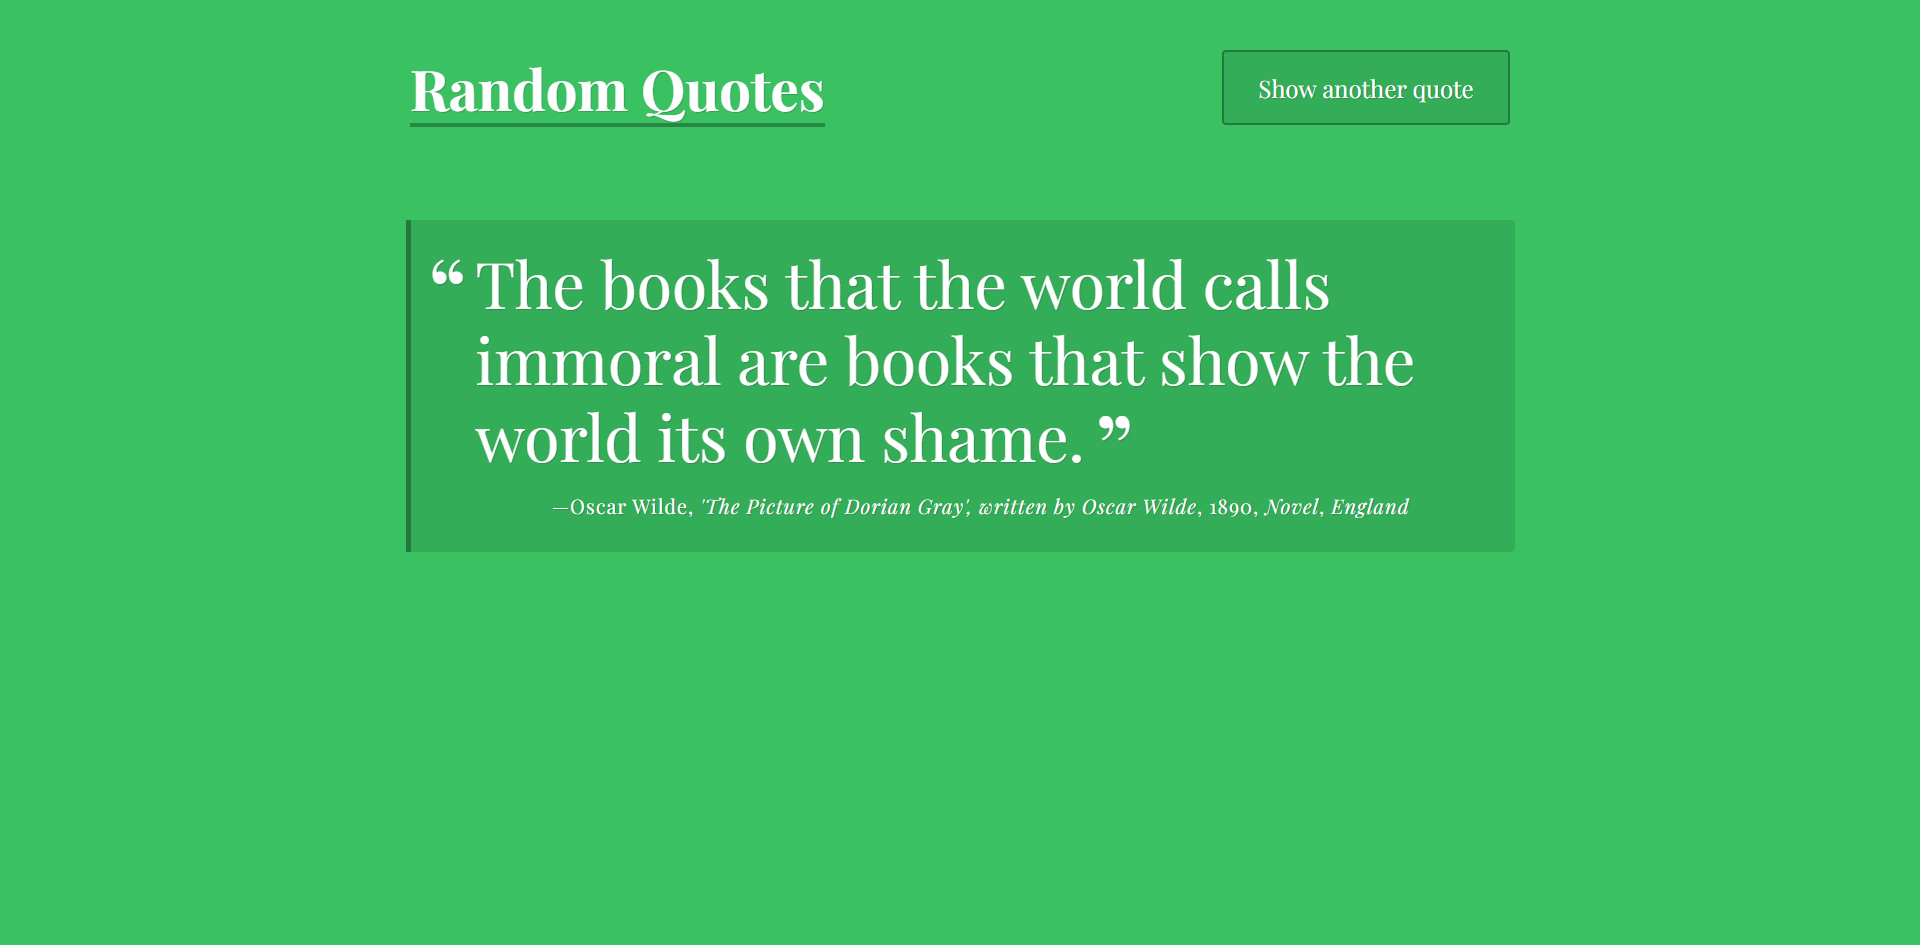 Random Quotes
Show another quote
“ The books that the world calls
immoral are books that show the
world its own shame. ”
—Oscar Wilde, 'The Picture of Dorian Gray', written by Oscar Wilde, 1890, Novel, England